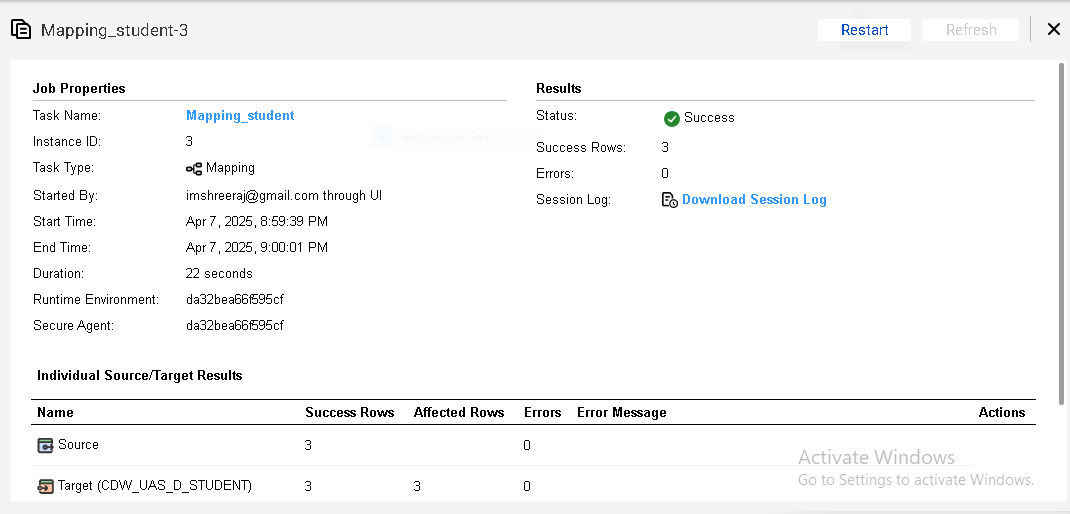 Mapping_student-3
Restart
Refresh
Job Properties
Task Name: Mapping_student
Instance ID: 3
Task Type: Mapping
Started By: imshreeraj@gmail.com through UI
Start Time: Apr 7, 2025, 8:59:39 PM
End Time: Apr 7, 2025, 9:00:01 PM
Duration: 22 seconds
Runtime Environment: da32bea66f595cf
Secure Agent: da32bea66f595cf
Rectangular Snip
Results
Status: Success
Success Rows: 3
Errors: 0
Session Log: Download Session Log
Individual Source/Target Results
Name Success Rows Affected Rows Errors Error Message Actions
Source 3 0
Target (CDW_UAS_D_STUDENT) 3 3 0
Activate Windows
Go to Settings to activate Windows.